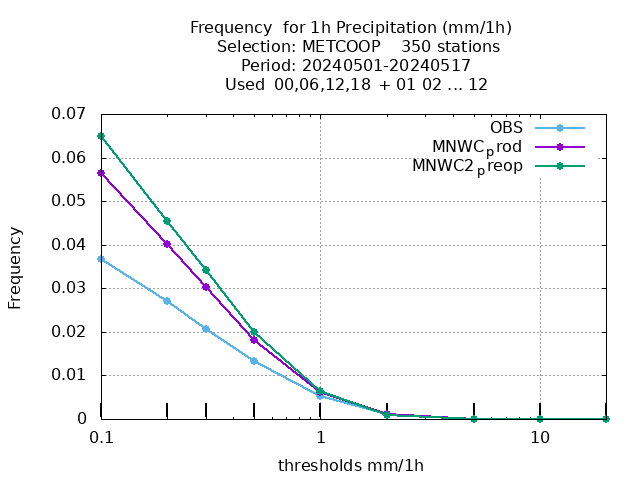 Frequency  for 1h Precipitation (mm/1h)
Selection: METCOOP    350 stations
Period: 20240501-20240517
Used  00,06,12,18 + 01 02 ... 12
0.07
0.06
0.05
0.04
0.03
0.02
0.01
0
Frequency
OBS
MNWCprod
MNWC2preop
0.1
1
10
thresholds mm/1h